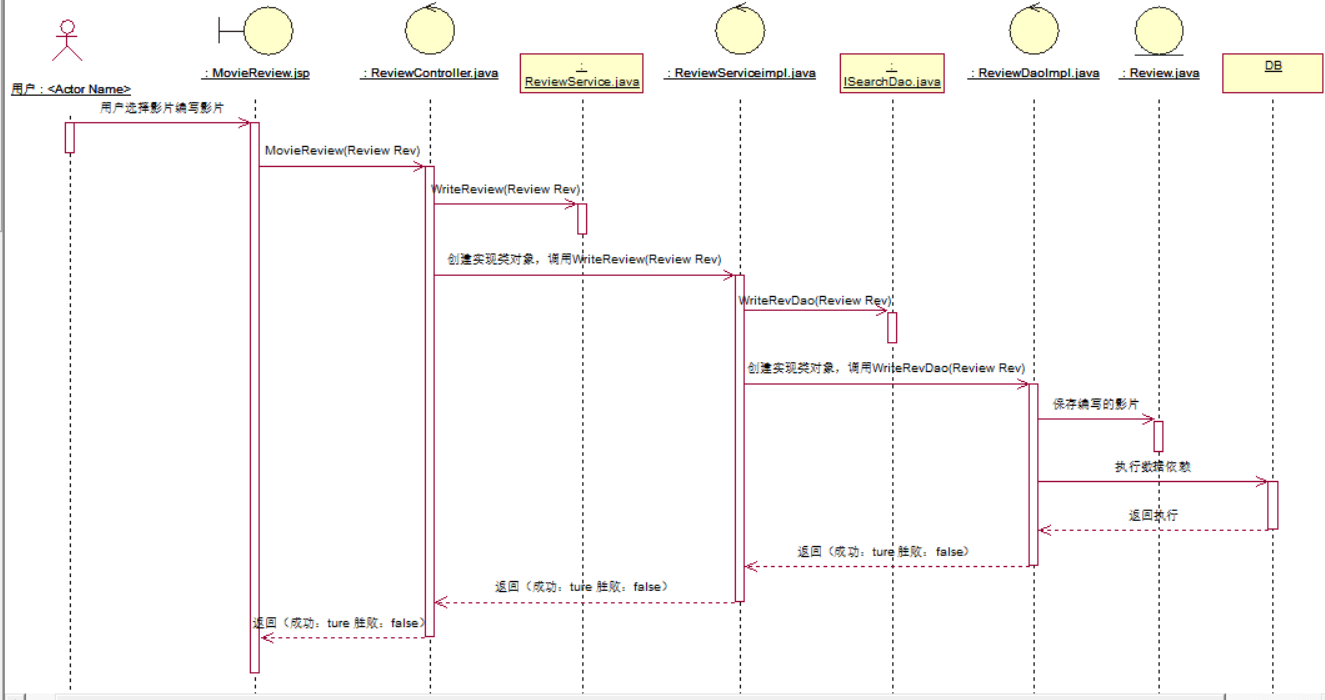 : MovieReview.jsp
: ReviewController.java
:
ReviewService.java
: ReviewServiceimpl.java
:
ISearchDao.java
: ReviewDaoImpl.java
: Review.java
DB
用户 : <Actor Name>
用户选择影片编写影片
MovieReview(Review Rev)
WriteReview(Review Rev)
创建实现类对象，调用WriteReview(Review Rev)
WriteRevDao(Review Rev)
创建实现类对象，调用WriteRevDao(Review Rev)
保存编写的影片
执行数据依赖
返回执行
返回（成功：ture 胜败：false）
返回（成功：ture 胜败：false）
返回（成功：ture 胜败：false）